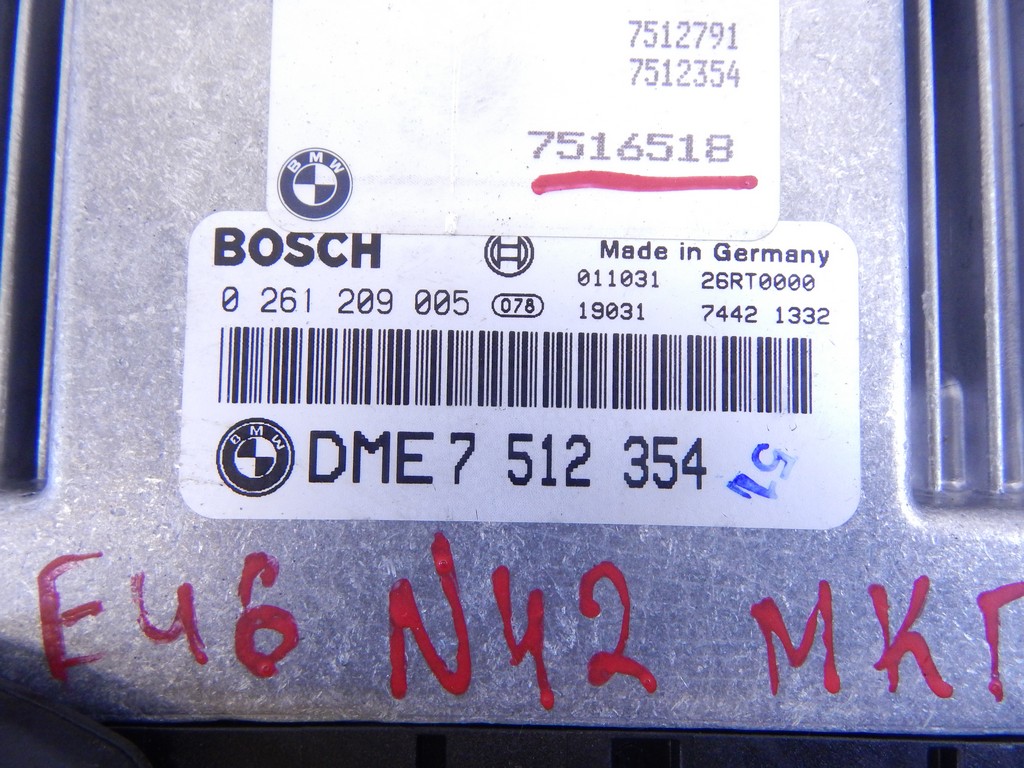 7512791
7512354
7516518
BMW
BOSCH Made in Germany
011031 26RT0000
0 261 209 005 078 19031 7442 1332
BMW DME 7 512 354 51
E46 N42 МКП